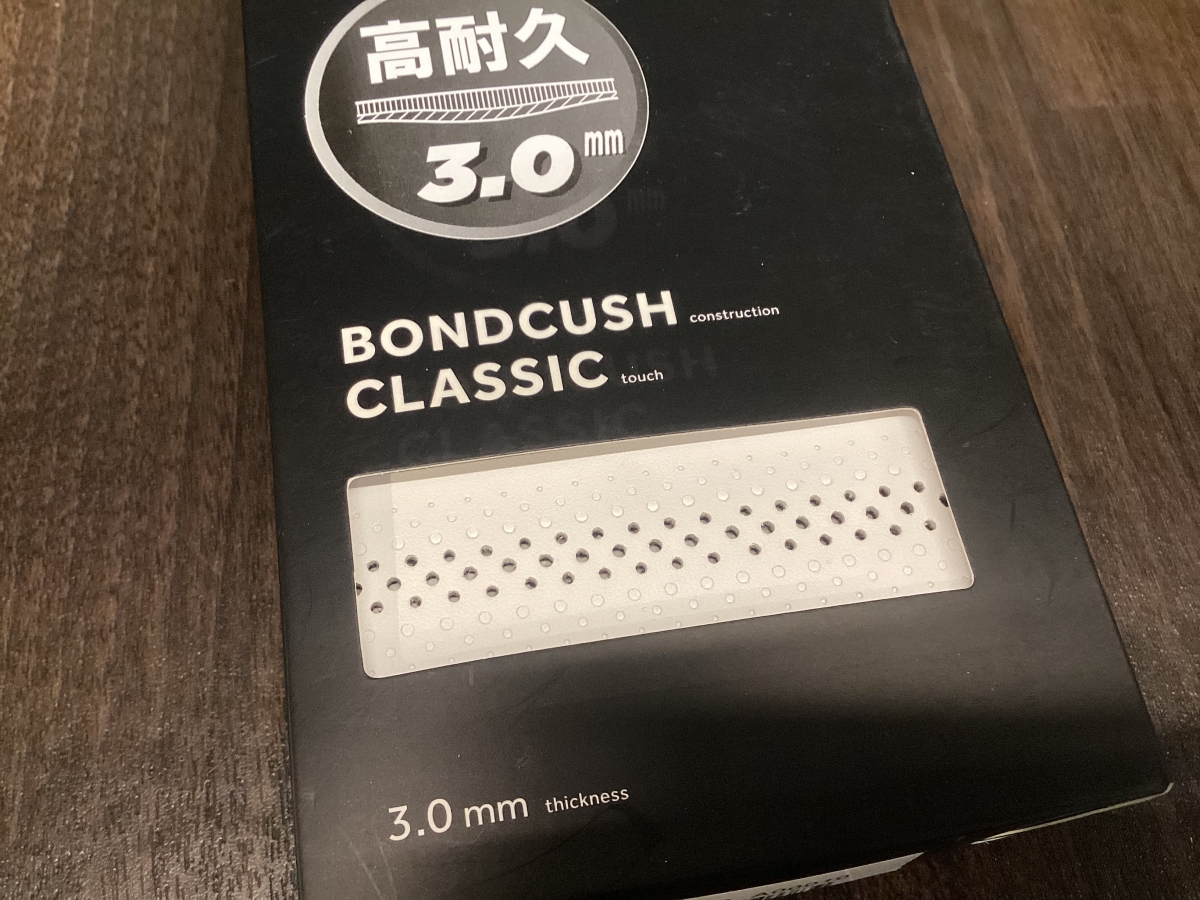 高耐久
3.0mm
BONDCUSH construction
CLASSIC touch
3.0 mm thickness